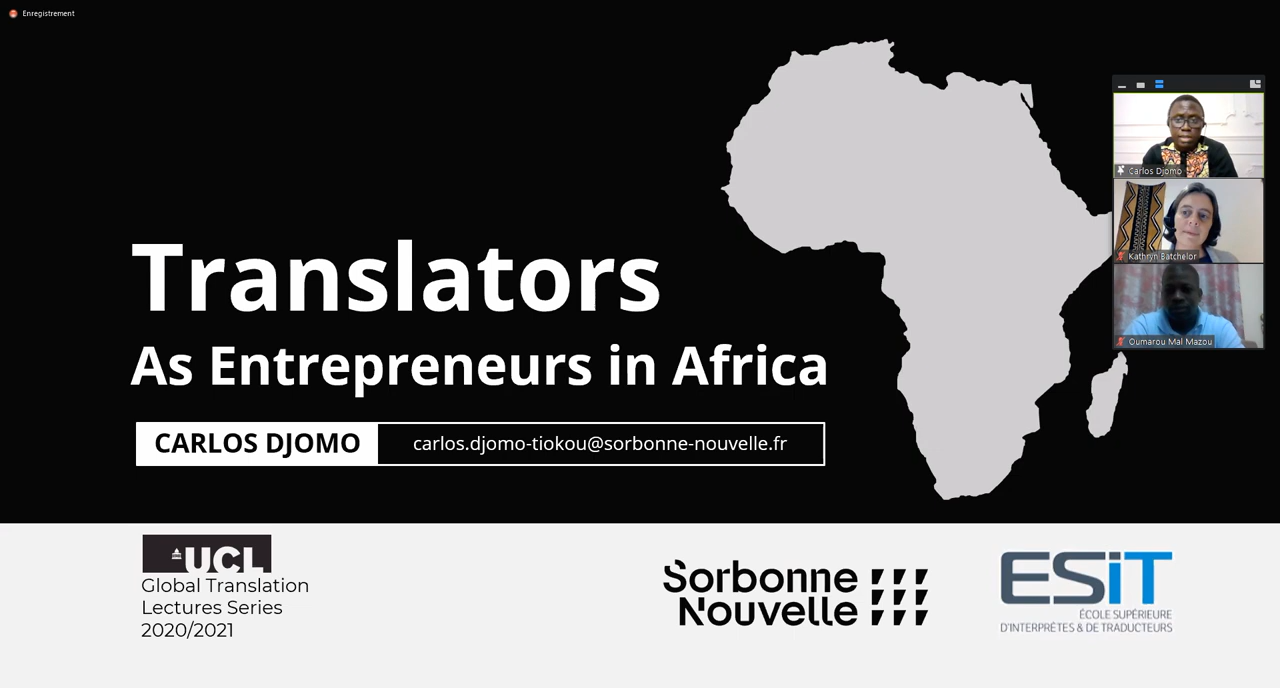 Enregistrement
Translators
As Entrepreneurs in Africa
CARLOS DJOMO
carlos.djomo-tiokou@sorbonne-nouvelle.fr
Carlos Djomo
Kathryn Batchelor
Oumarou Mal Mazou
UCL
Global Translation
Lectures Series
2020/2021
Sorbonne
Nouvelle
ESiT
ÉCOLE SUPÉRIEURE
D'INTERPRÈTES & DE TRADUCTEURS